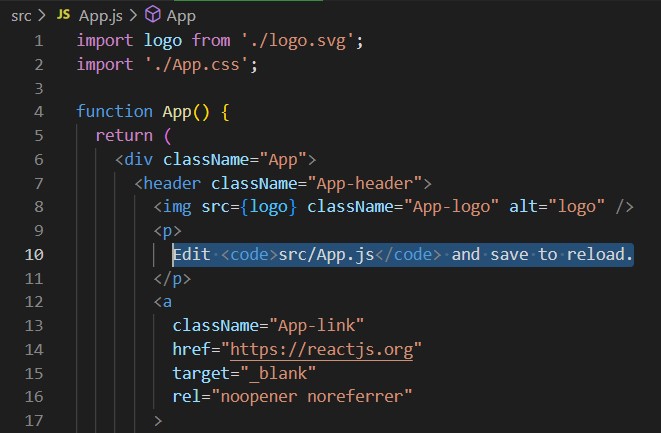 src > JS App.js > App
1 import logo from './logo.svg';
2 import './App.css';
3
4 function App() {
5 return (
6 <div className="App">
7 <header className="App-header">
8 <img src={logo} className="App-logo" alt="logo" />
9 <p>
10 Edit <code>src/App.js</code> and save to reload.
11 </p>
12 <a
13 className="App-link"
14 href="https://reactjs.org"
15 target="_blank"
16 rel="noopener noreferrer"
17 >